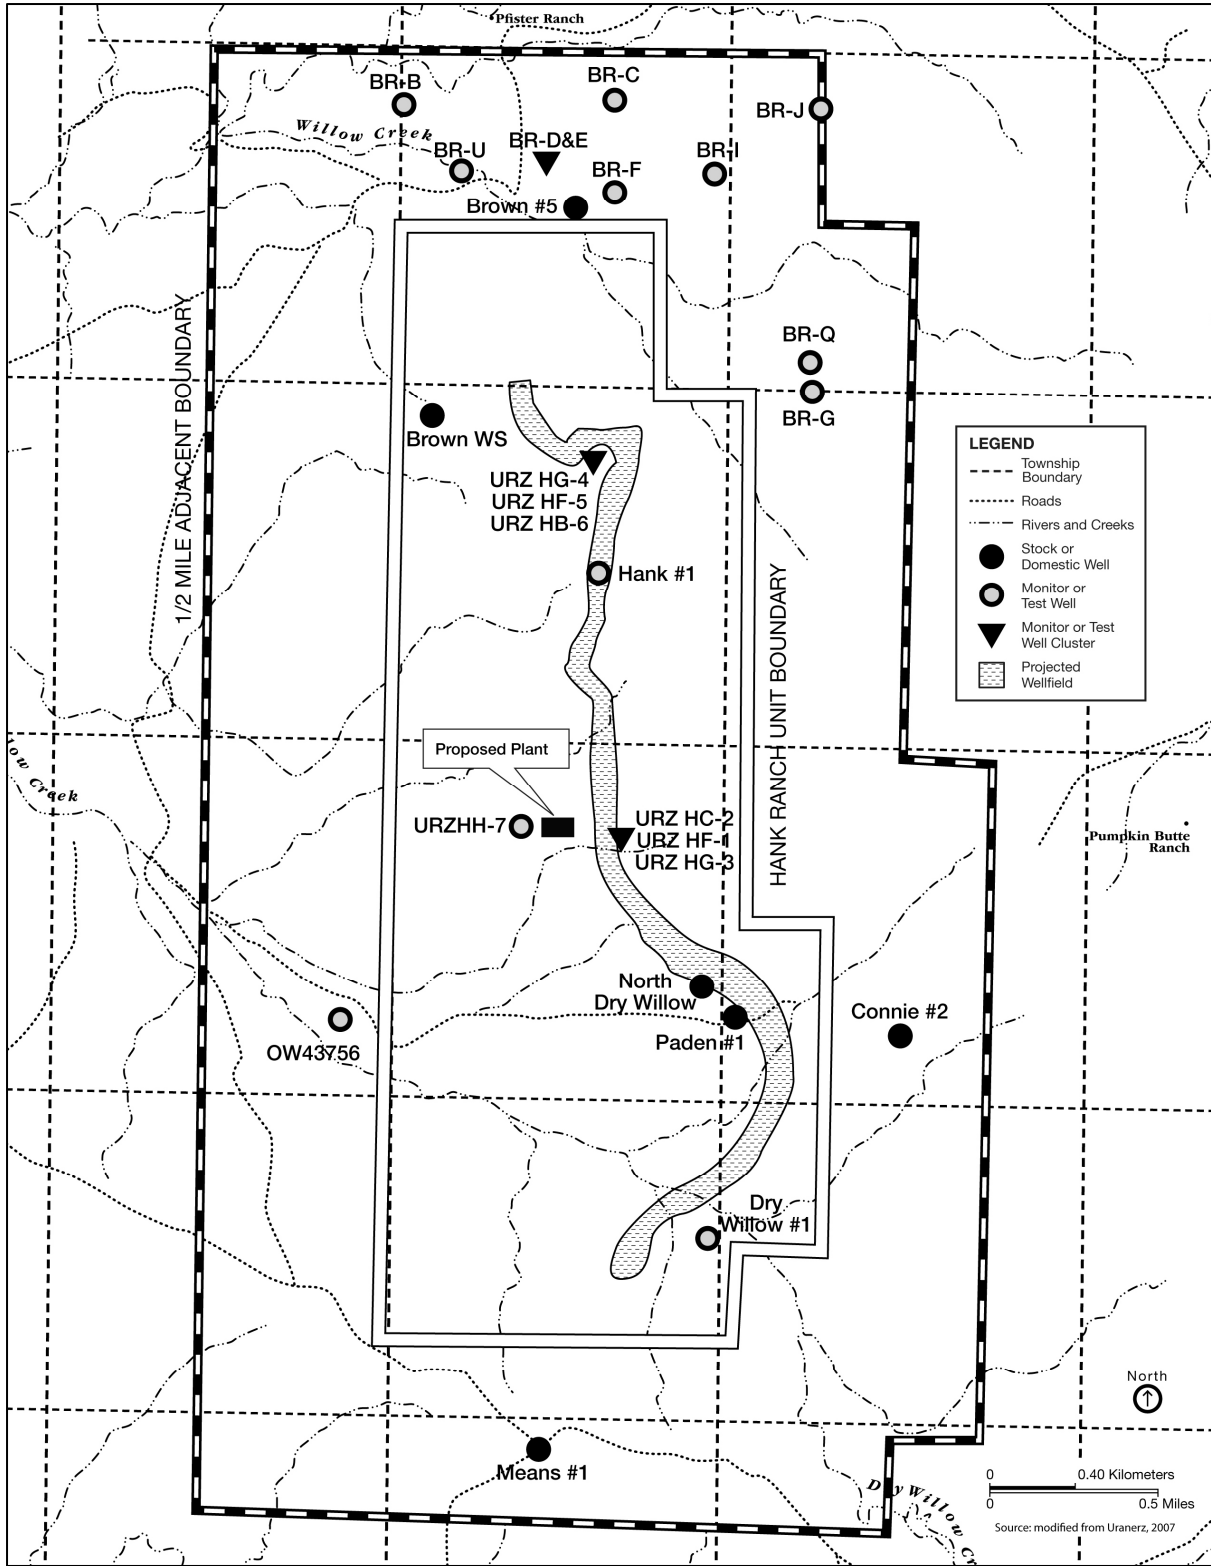 Pfister Ranch
BR-B
BR-C
BR-J
Willow Creek
BR-U
BR-D&E
BR-I
BR-F
Brown #5
1/2 MILE ADJACENT BOUNDARY
BR-Q
BR-G
Brown WS
URZ HG-4
URZ HF-5
URZ HB-6
Hank #1
HANK RANCH UNIT BOUNDARY
LEGEND
Township
Boundary
Roads
Rivers and Creeks
Stock or
Domestic Well
Monitor or
Test Well
Monitor or Test
Well Cluster
Projected
Wellfield
Proposed Plant
low Creek
URZHH-7
URZ HC-2
URZ HF-1
URZ HG-3
Pumpkin Butte
Ranch
North
Dry Willow
Paden #1
Connie #2
OW43756
Dry
Willow #1
North
Means #1
Dry Willow Cr
0 0.40 Kilometers
0 0.5 Miles
Source: modified from Uranerz, 2007